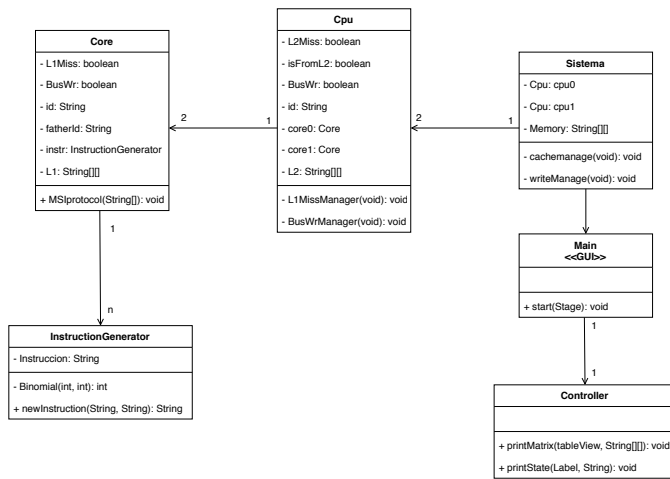 Core
- L1Miss: boolean
- BusWr: boolean
- id: String
- fatherId: String
- instr: InstructionGenerator
- L1: String[][]
+ MSIprotocol(String[]): void
2
1
Cpu
- L2Miss: boolean
- isFromL2: boolean
- BusWr: boolean
- id: String
- core0: Core
- core1: Core
- L2: String[][]
- L1MissManager(void): void
- BusWrManager(void): void
2
1
Sistema
- Cpu: cpu0
- Cpu: cpu1
- Memory: String[][]
- cachemanage(void): void
- writeManage(void): void
1
n
InstructionGenerator
- Instruccion: String
- Binomial(int, int): int
+ newInstruction(String, String): String
Main
<<GUI>>
+ start(Stage): void
1
1
Controller
+ printMatrix(tableView, String[][]): void
+ printState(Label, String): void